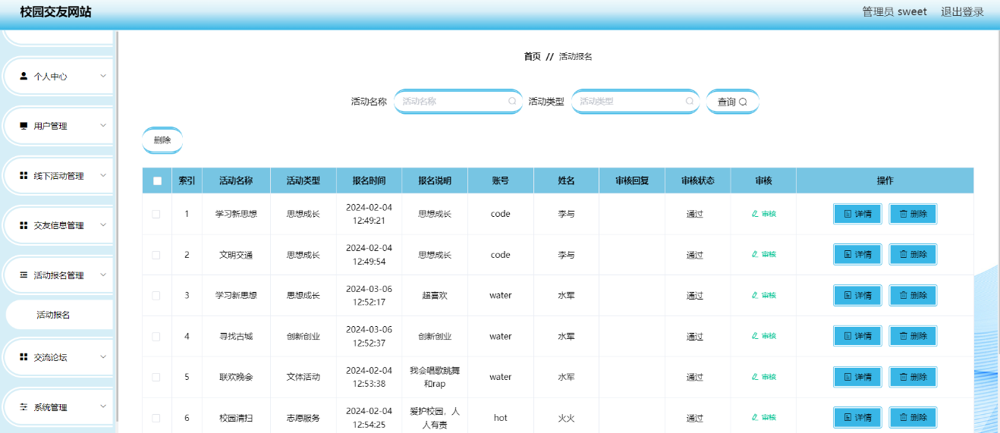 校园交友网站
管理员 sweet 退出登录
个人中心
用户管理
线下活动管理
交友信息管理
活动报名管理
活动报名
交流论坛
系统管理
首页 // 活动报名
活动名称 活动名称 活动类型 活动类型 查询
删除
索引 活动名称 活动类型 报名时间 报名说明 账号 姓名 审核回复 审核状态 审核 操作
1 学习新思想 思想成长 2024-02-04 12:49:21 思想成长 code 李与 通过 审核 详情 删除
2 文明交通 思想成长 2024-02-04 12:49:54 思想成长 code 李与 通过 审核 详情 删除
3 学习新思想 思想成长 2024-03-06 12:52:17 超喜欢 water 水军 通过 审核 详情 删除
4 寻找古城 创新创业 2024-03-06 12:52:37 创新创业 water 水军 通过 审核 详情 删除
5 联欢晚会 文体活动 2024-02-04 12:53:38 我会唱歌跳舞和rap water 水军 通过 审核 详情 删除
6 校园清扫 志愿服务 2024-02-04 12:54:25 爱护校园，人人有责 hot 火火 通过 审核 详情 删除